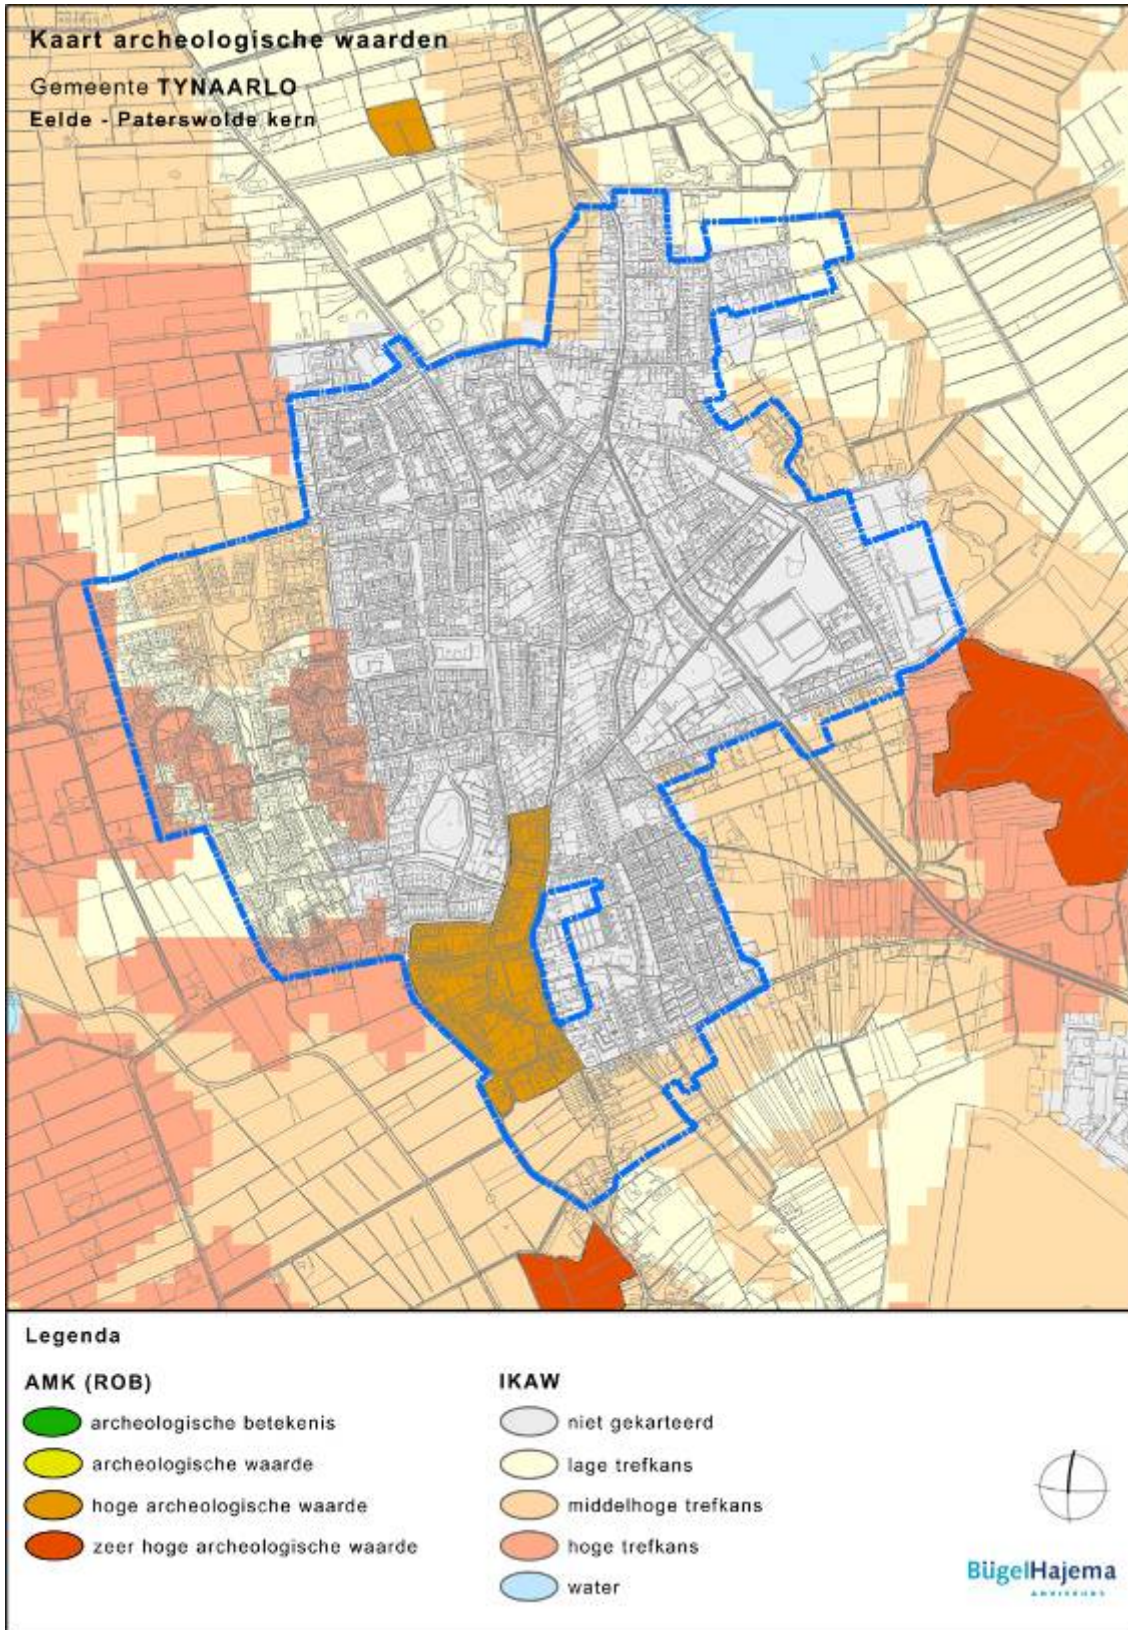 Kaart archeologische waarden
Gemeente TYNAARLO
Eelde - Paterswolde kern
Legenda
AMK (ROB)
archeologische betekenis
archeologische waarde
hoge archeologische waarde
zeer hoge archeologische waarde
IKAW
niet gekarteerd
lage trefkans
middelhoge trefkans
hoge trefkans
water
BügelHajema
ADVISEURS